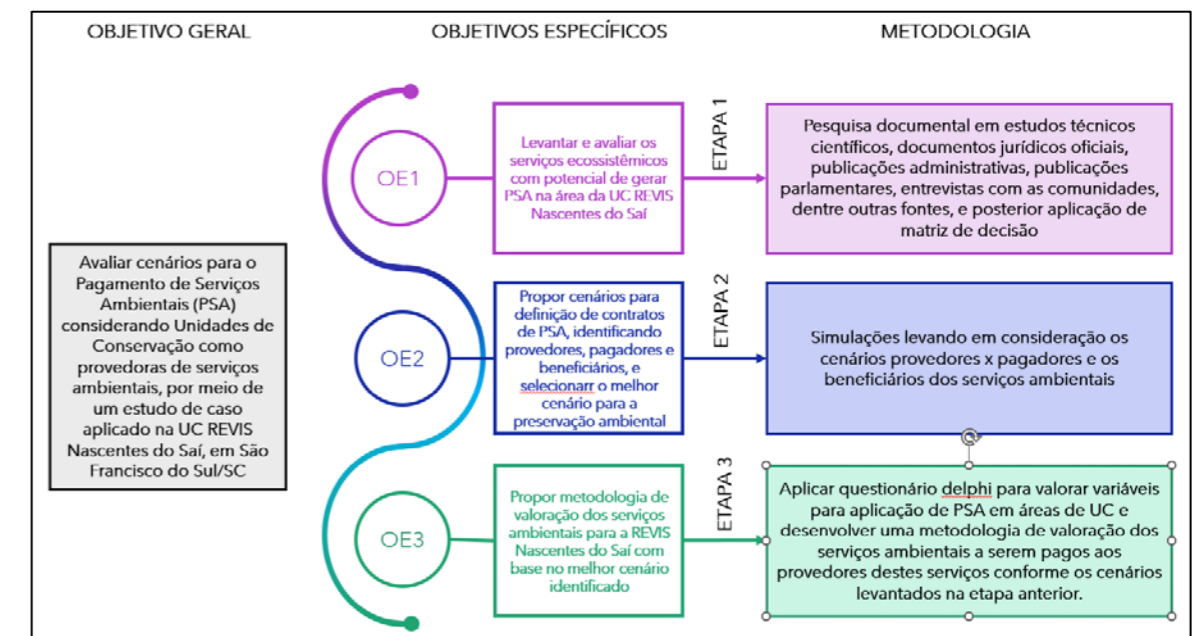 OBJETIVO GERAL
OBJETIVOS ESPECÍFICOS
METODOLOGIA
Avaliar cenários para o
Pagamento de Serviços
Ambientais (PSA)
considerando Unidades de
Conservação como
provedoras de serviços
ambientais, por meio de
um estudo de caso
aplicado na UC REVIS
Nascentes do Saí, em São
Francisco do Sul/SC
OE1
Levantar e avaliar os
serviços ecossistêmicos
com potencial de gerar
PSA na área da UC REVIS
Nascentes do Saí
ETAPA 1
Pesquisa documental em estudos técnicos
científicos, documentos jurídicos oficiais,
publicações administrativas, publicações
parlamentares, entrevistas com as comunidades,
dentre outras fontes, e posterior aplicação de
matriz de decisão
OE2
Propor cenários para
definição de contratos
de PSA, identificando
provedores, pagadores e
beneficiários, e
selecionarr o melhor
cenário para a
preservação ambiental
ETAPA 2
Simulações levando em consideração os
cenários provedores x pagadores e os
beneficiários dos serviços ambientais
OE3
Propor metodologia de
valoração dos serviços
ambientais para a REVIS
Nascentes do Saí com
base no melhor cenário
identificado
ETAPA 3
Aplicar questionário delphi para valorar variáveis
para aplicação de PSA em áreas de UC e
desenvolver uma metodologia de valoração dos
serviços ambientais a serem pagos aos
provedores destes serviços conforme os cenários
levantados na etapa anterior.